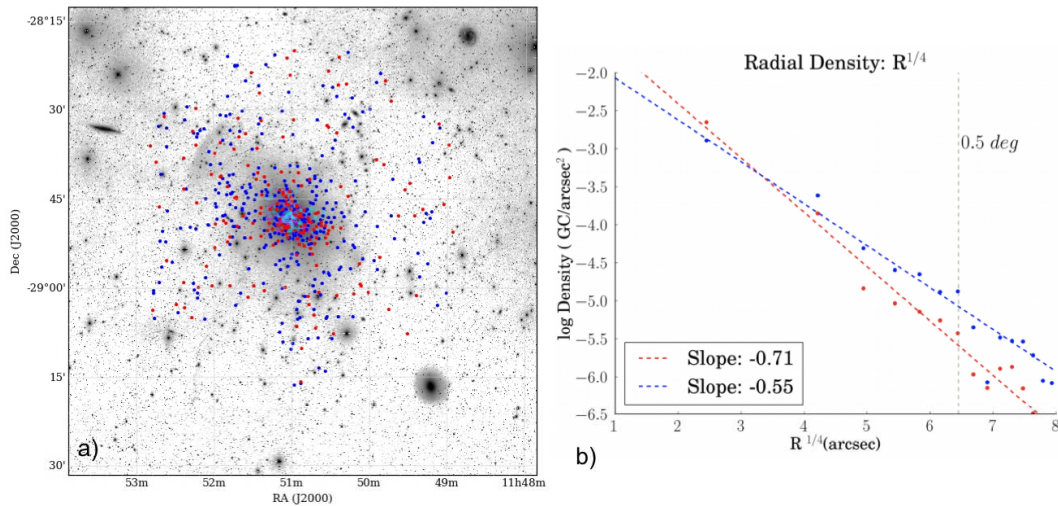 -28°15'
30'
45'
-29°00'
15'
30'
Dec (J2000)
a)
53m
52m
51m
50m
49m
11h48m
RA (J2000)
Radial Density: R^{1/4}
-2.0
-2.5
-3.0
-3.5
-4.0
-4.5
-5.0
-5.5
-6.0
-6.5
log Density ( GC/arcsec²)
0.5 deg
Slope: -0.71
Slope: -0.55
1
2
3
4
5
6
7
8
R^{1/4}(arcsec)
b)